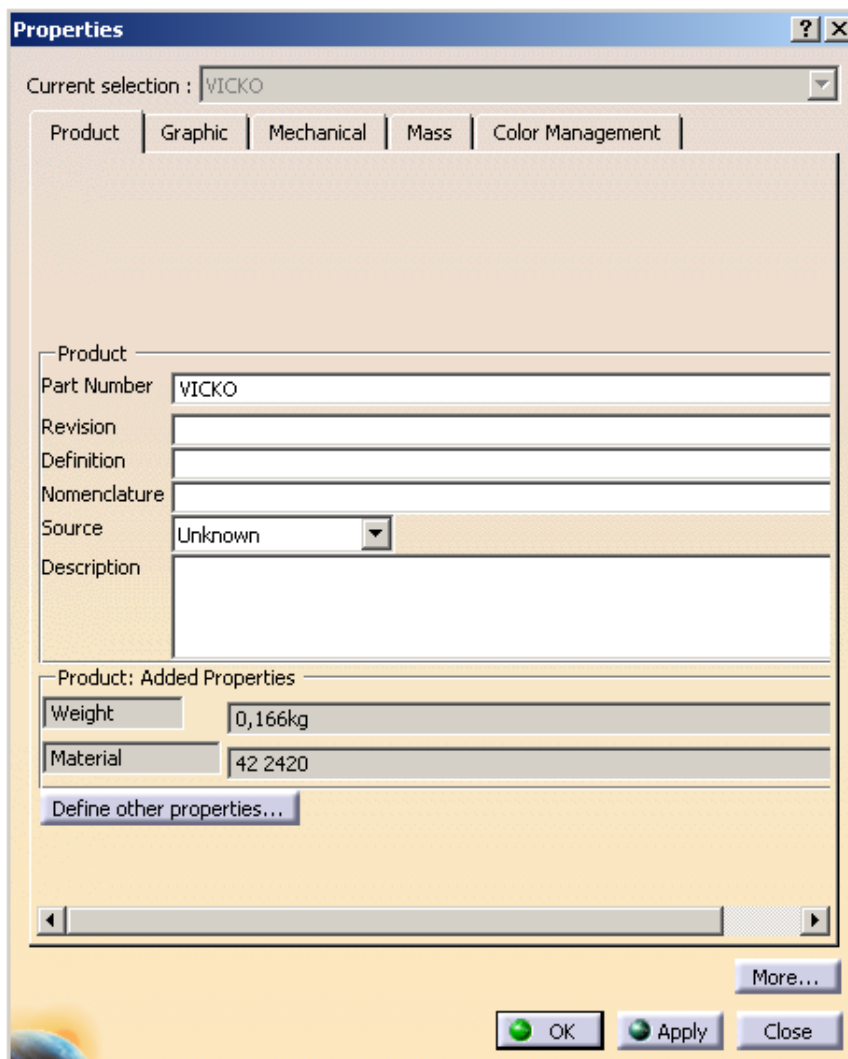 Properties
Current selection : VICKO
Product Graphic Mechanical Mass Color Management
Product
Part Number VICKO
Revision
Definition
Nomenclature
Source Unknown
Description
Product: Added Properties
Weight 0,166kg
Material 42 2420
Define other properties...
More...
OK Apply Close